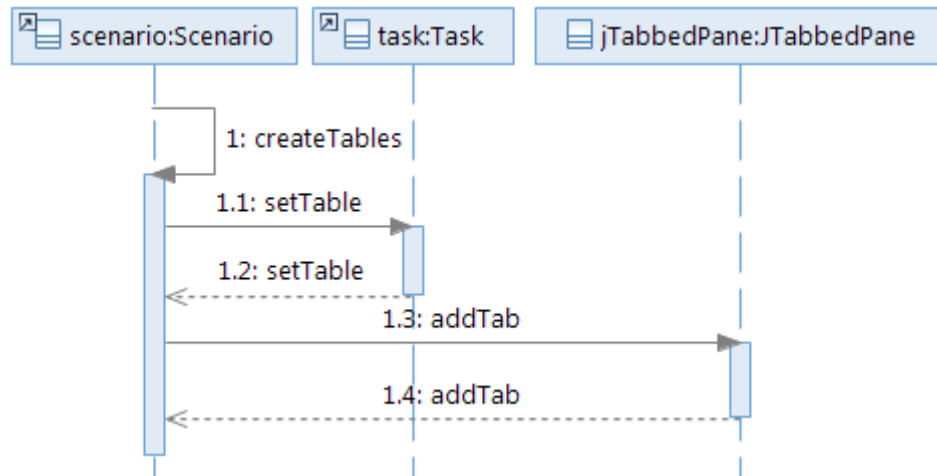 scenario:Scenario
task:Task
jTabbedPane:JTabbedPane
1: createTables
1.1: setTable
1.2: setTable
1.3: addTab
1.4: addTab